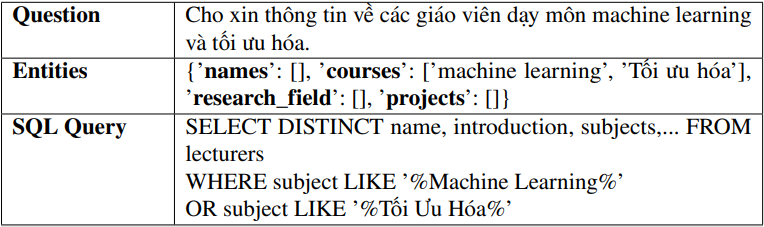 Question Cho xin thông tin về các giáo viên dạy môn machine learning
và tối ưu hóa.
Entities {'names': [], 'courses': ['machine learning', 'Tối ưu hóa'],
'research_field': [], 'projects': []}
SQL Query SELECT DISTINCT name, introduction, subjects,... FROM
lecturers
WHERE subject LIKE '%Machine Learning%'
OR subject LIKE '%Tối Ưu Hóa%'